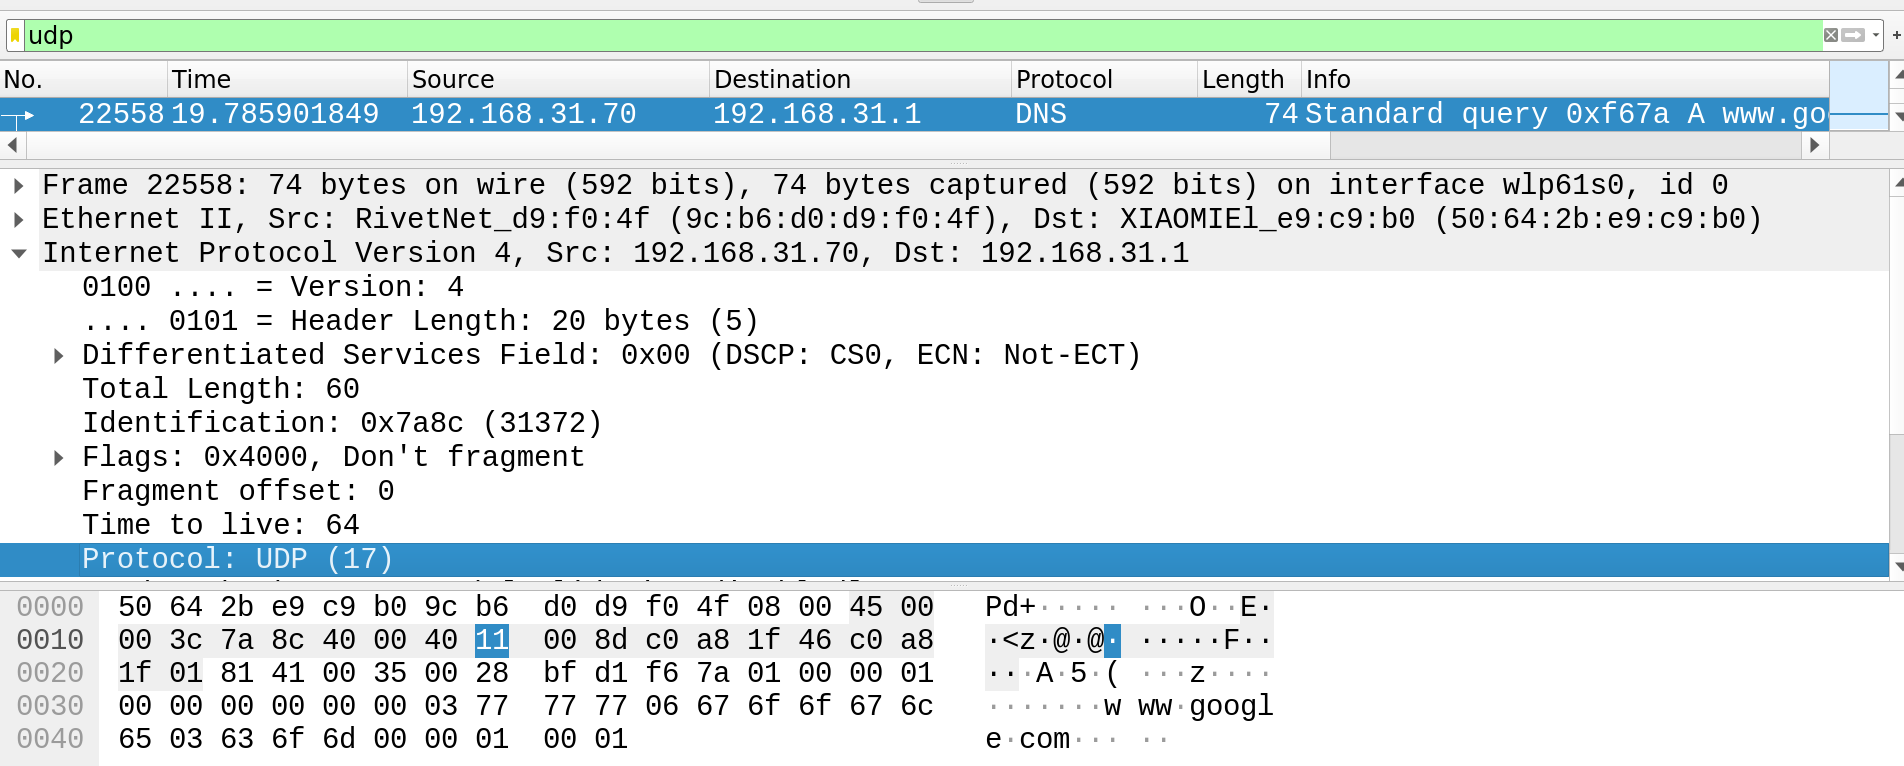 udp
No. Time Source Destination Protocol Length Info
22558 19.785901849 192.168.31.70 192.168.31.1 DNS 74 Standard query 0xf67a A www.go
Frame 22558: 74 bytes on wire (592 bits), 74 bytes captured (592 bits) on interface wlp61s0, id 0
Ethernet II, Src: RivetNet_d9:f0:4f (9c:b6:d0:d9:f0:4f), Dst: XIAOMIEl_e9:c9:b0 (50:64:2b:e9:c9:b0)
Internet Protocol Version 4, Src: 192.168.31.70, Dst: 192.168.31.1
0100 .... = Version: 4
.... 0101 = Header Length: 20 bytes (5)
Differentiated Services Field: 0x00 (DSCP: CS0, ECN: Not-ECT)
Total Length: 60
Identification: 0x7a8c (31372)
Flags: 0x4000, Don't fragment
Fragment offset: 0
Time to live: 64
Protocol: UDP (17)
0000 50 64 2b e9 c9 b0 9c b6 d0 d9 f0 4f 08 00 45 00 Pd+····· ···O··E·
0010 00 3c 7a 8c 40 00 40 11 00 8d c0 a8 1f 46 c0 a8 ·<z·@·@· ·····F··
0020 1f 01 81 41 00 35 00 28 bf d1 f6 7a 01 00 00 01 ···A·5·( ···z····
0030 00 00 00 00 00 00 03 77 77 77 06 67 6f 6f 67 6c ·······w ww·googl
0040 65 03 63 6f 6d 00 00 01 00 01 e·com··· ··